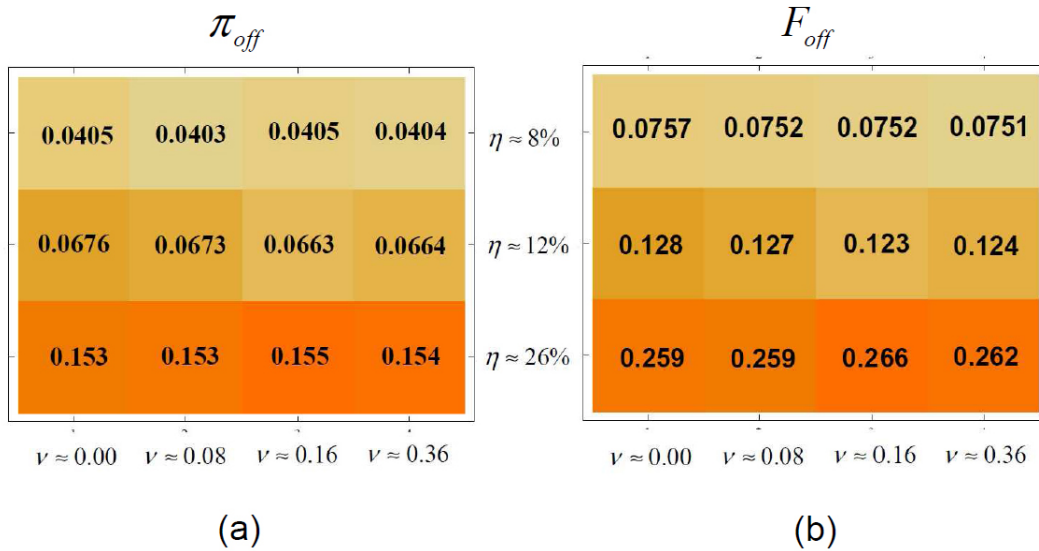 π_off F_off
0.0405 0.0403 0.0405 0.0404 η ≈ 8% 0.0757 0.0752 0.0752 0.0751
0.0676 0.0673 0.0663 0.0664 η ≈ 12% 0.128 0.127 0.123 0.124
0.153 0.153 0.155 0.154 η ≈ 26% 0.259 0.259 0.266 0.262
ν ≈ 0.00 ν ≈ 0.08 ν ≈ 0.16 ν ≈ 0.36 ν ≈ 0.00 ν ≈ 0.08 ν ≈ 0.16 ν ≈ 0.36
(a) (b)